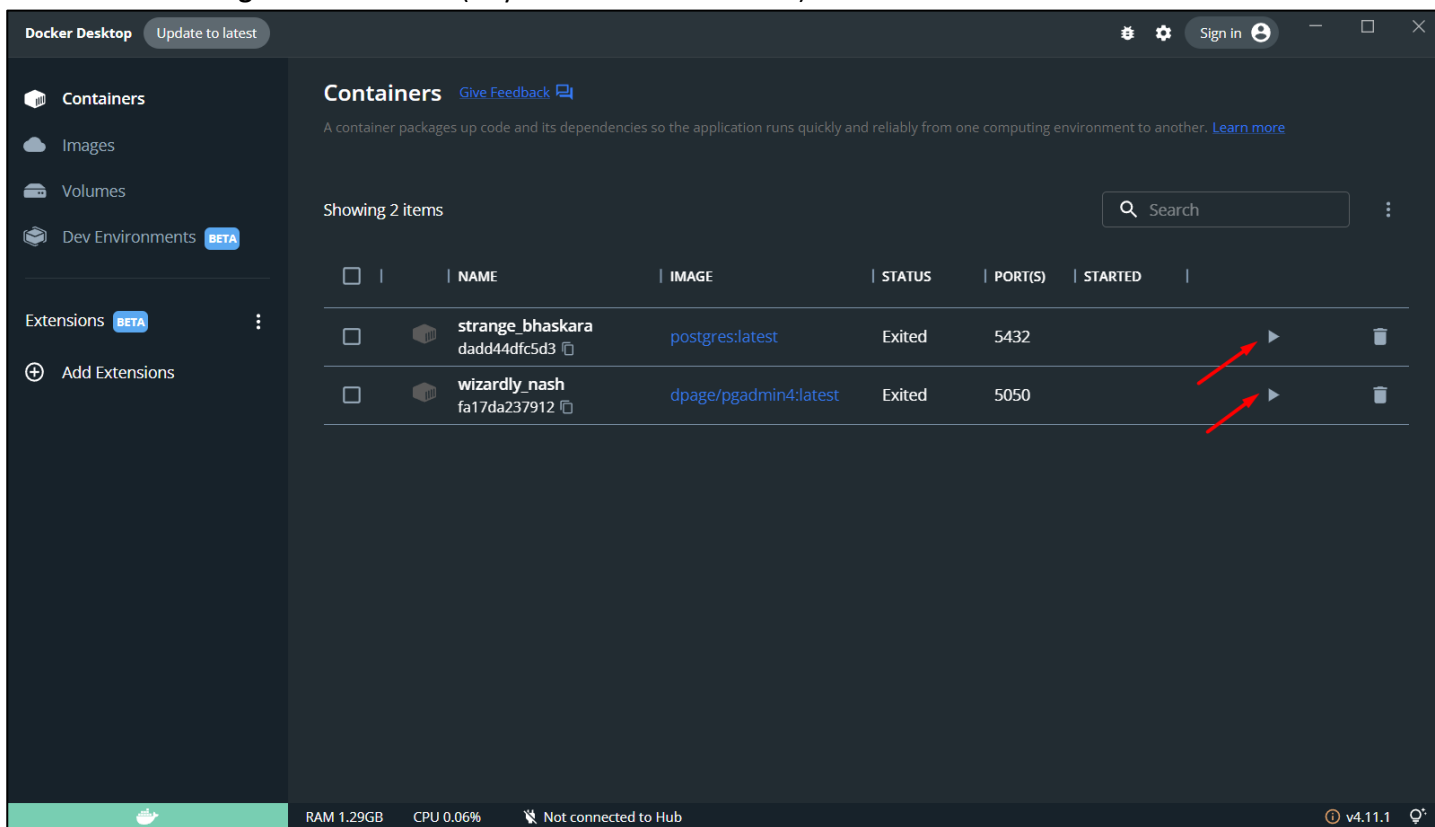 Docker Desktop Update to latest Sign in
Containers
Images
Volumes
Dev Environments BETA
Extensions BETA
Add Extensions
Containers Give Feedback
A container packages up code and its dependencies so the application runs quickly and reliably from one computing environment to another. Learn more
Showing 2 items Search
NAME IMAGE STATUS PORT(S) STARTED
strange_bhaskara postgres:latest Exited 5432
dadd44dfc5d3
wizardly_nash dpage/pgadmin4:latest Exited 5050
fa17da237912
RAM 1.29GB CPU 0.06% Not connected to Hub v4.11.1